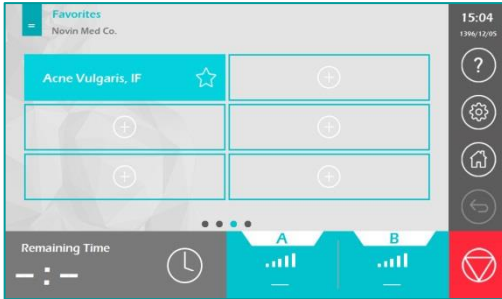 Favorites
Novin Med Co.
15:04
1396/12/05
Acne Vulgaris, IF
?
Remaining Time
– : –
A
B